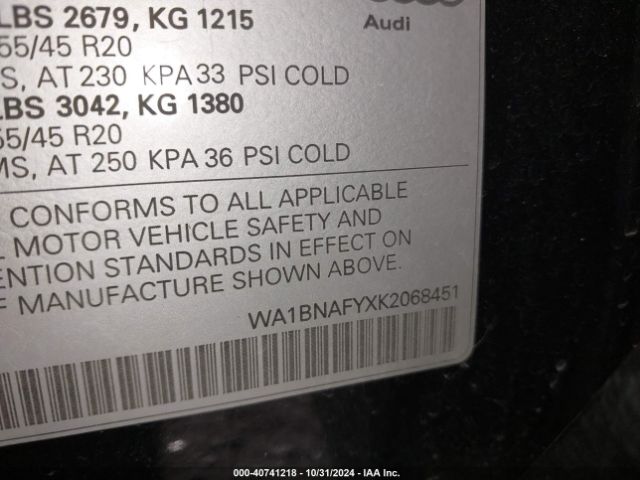 LBS 2679, KG 1215
55/45 R20
MS, AT 230 KPA 33 PSI COLD
LBS 3042, KG 1380
55/45 R20
MS, AT 250 KPA 36 PSI COLD
Audi
CONFORMS TO ALL APPLICABLE
L MOTOR VEHICLE SAFETY AND
ENTION STANDARDS IN EFFECT ON
F MANUFACTURE SHOWN ABOVE.
WA1BNAFYXK2068451
000-40741218 - 10/31/2024 - IAA Inc.